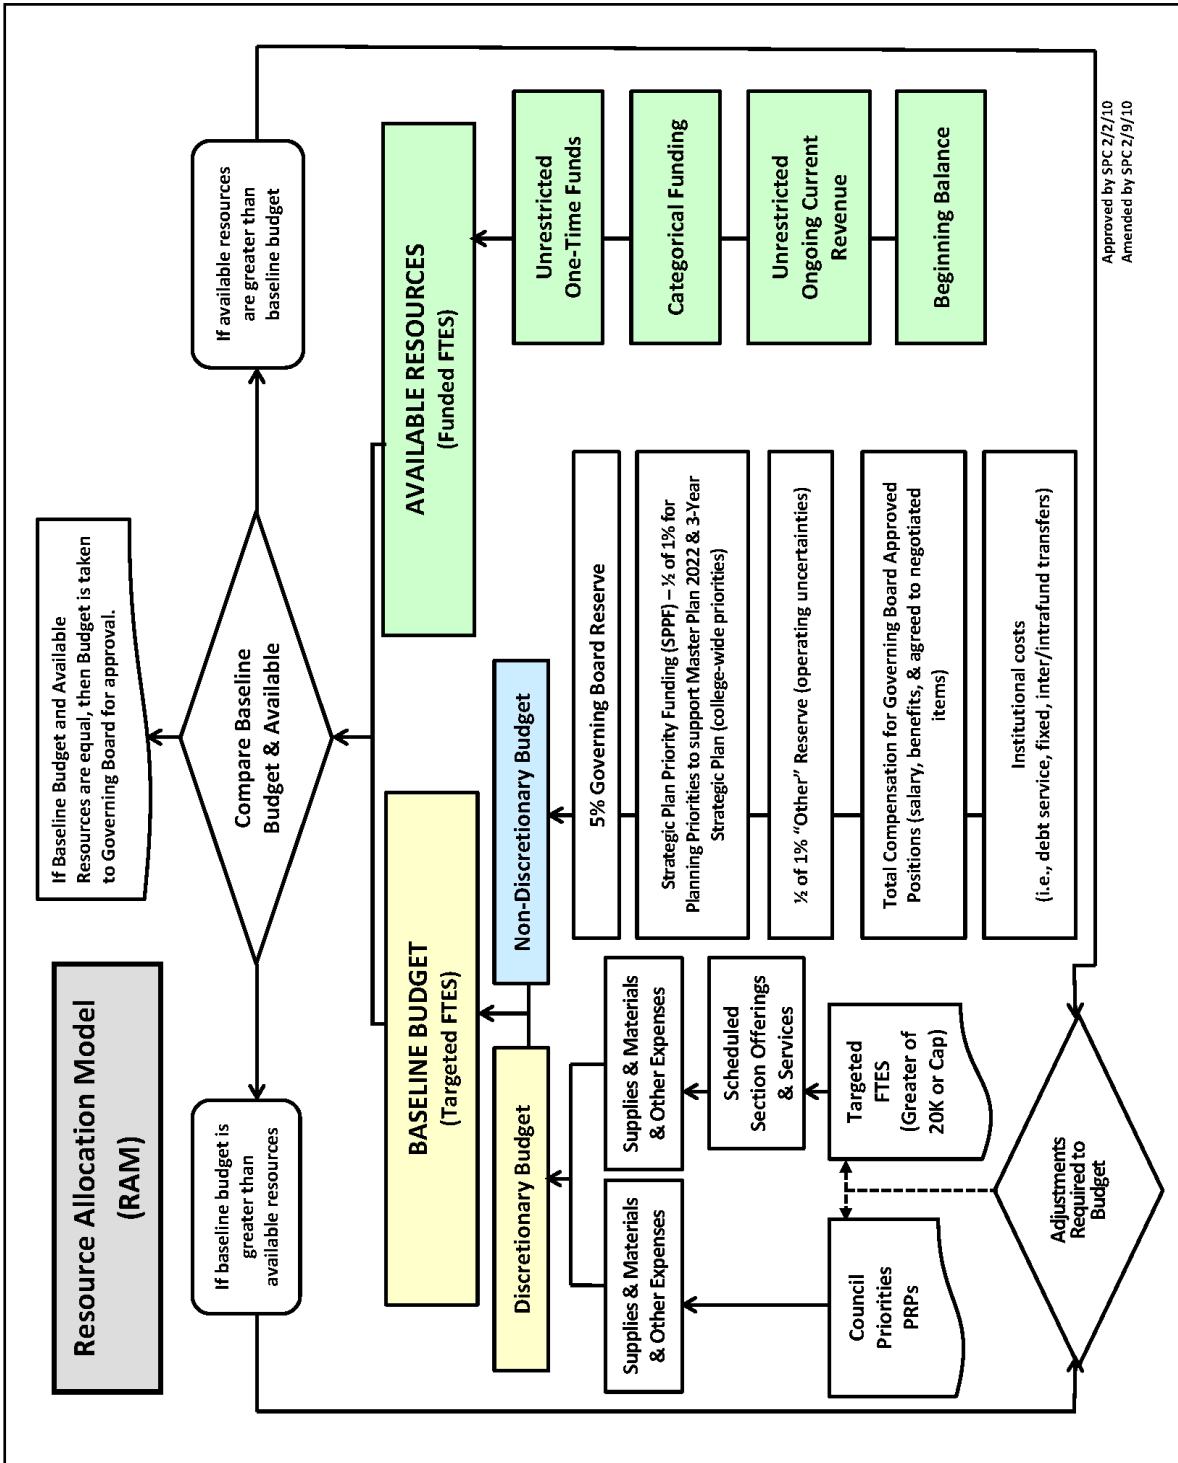 Resource Allocation Model
(RAM)
If Baseline Budget and Available
Resources are equal, then Budget is taken
to Governing Board for approval.
If baseline budget is
greater than
available resources
Compare Baseline
Budget & Available
If available resources
are greater than
baseline budget
BASELINE BUDGET
(Targeted FTES)
AVAILABLE RESOURCES
(Funded FTES)
Discretionary Budget
Non-Discretionary Budget
Supplies & Materials
& Other Expenses
Supplies & Materials
& Other Expenses
Scheduled
Section Offerings
& Services
Council
Priorities
PRPs
Targeted
FTES
(Greater of
20K or Cap)
5% Governing Board Reserve
Strategic Plan Priority Funding (SPPF) – ½ of 1% for
Planning Priorities to support Master Plan 2022 & 3-Year
Strategic Plan (college-wide priorities)
½ of 1% “Other” Reserve (operating uncertainties)
Total Compensation for Governing Board Approved
Positions (salary, benefits, & agreed to negotiated
items)
Institutional costs
(i.e., debt service, fixed, inter/intrafund transfers)
Unrestricted
One-Time Funds
Categorical Funding
Unrestricted
Ongoing Current
Revenue
Beginning Balance
Adjustments
Required to
Budget
Approved by SPC 2/2/10
Amended by SPC 2/9/10